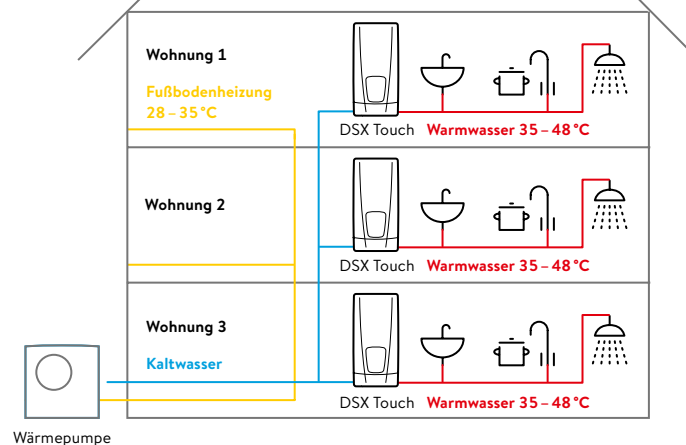 Wohnung 1
Fußbodenheizung
28 – 35 °C
DSX Touch Warmwasser 35 – 48 °C
Wohnung 2
DSX Touch Warmwasser 35 – 48 °C
Wohnung 3
Kaltwasser
DSX Touch Warmwasser 35 – 48 °C
Wärmepumpe